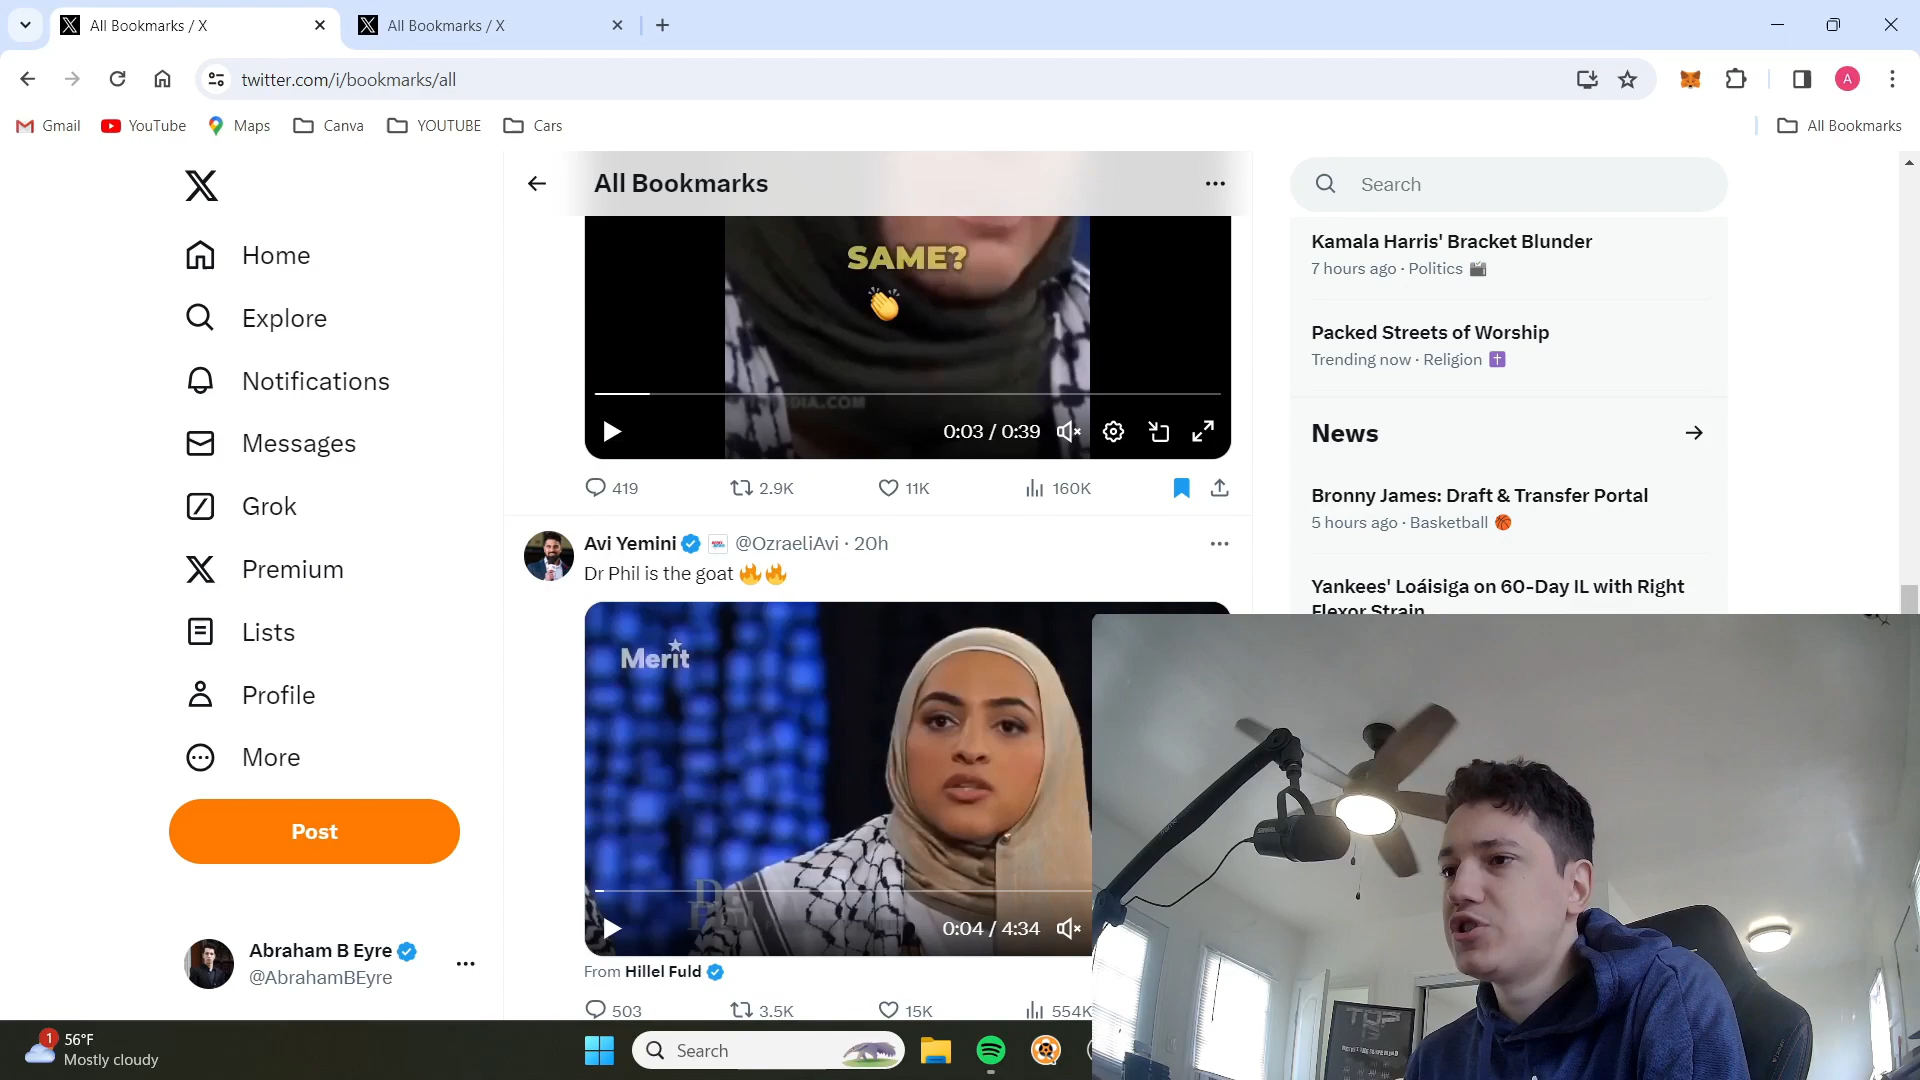 All Bookmarks / X
All Bookmarks / X
twitter.com/i/bookmarks/all
A
Gmail
YouTube
Maps
Canva
YOUTUBE
Cars
All Bookmarks
Home
Explore
Notifications
Messages
Grok
Premium
Lists
Profile
More
Post
Abraham B Eyre
@AbrahamBEyre
All Bookmarks
SAME?
DIA.COM
0:03 / 0:39
419
2.9K
11K
160K
Avi Yemini @OzraeliAvi · 20h
Dr Phil is the goat 🔥🔥
Merit
0:04 / 4:34
From Hillel Fuld
503
3.5K
15K
554K
Search
Kamala Harris' Bracket Blunder
7 hours ago · Politics
Packed Streets of Worship
Trending now · Religion
News
Bronny James: Draft & Transfer Portal
5 hours ago · Basketball
Yankees' Loáisiga on 60-Day IL with Right
Flexor Strain
1
56°F
Mostly cloudy
Search